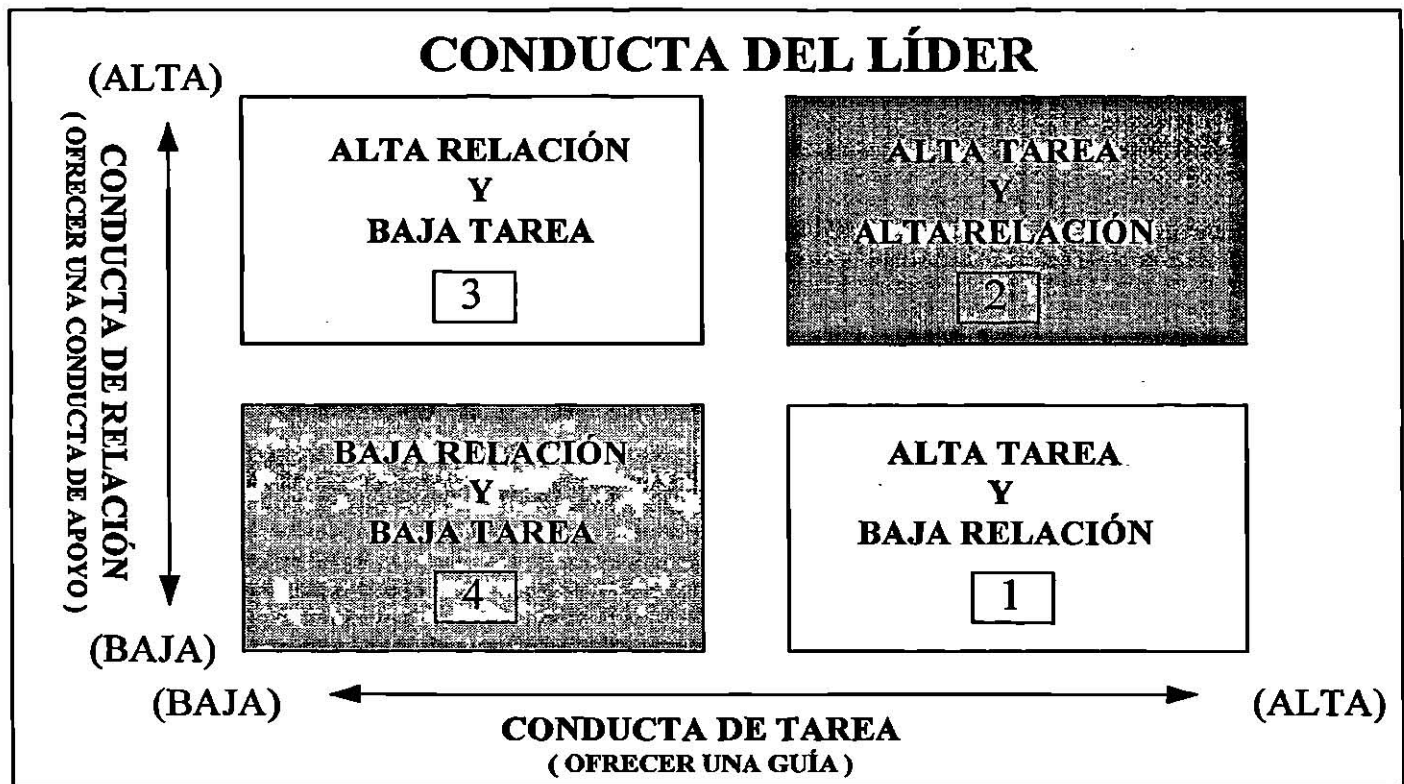 CONDUCTA DEL LÍDER
(ALTA)
CONDUCTA DE RELACIÓN
( OFRECER UNA CONDUCTA DE APOYO )
(BAJA)
ALTA RELACIÓN
Y
BAJA TAREA
3
ALTA TAREA
Y
ALTA RELACIÓN
2
BAJA RELACIÓN
Y
BAJA TAREA
4
ALTA TAREA
Y
BAJA RELACIÓN
1
(BAJA)
(ALTA)
CONDUCTA DE TAREA
( OFRECER UNA GUÍA )